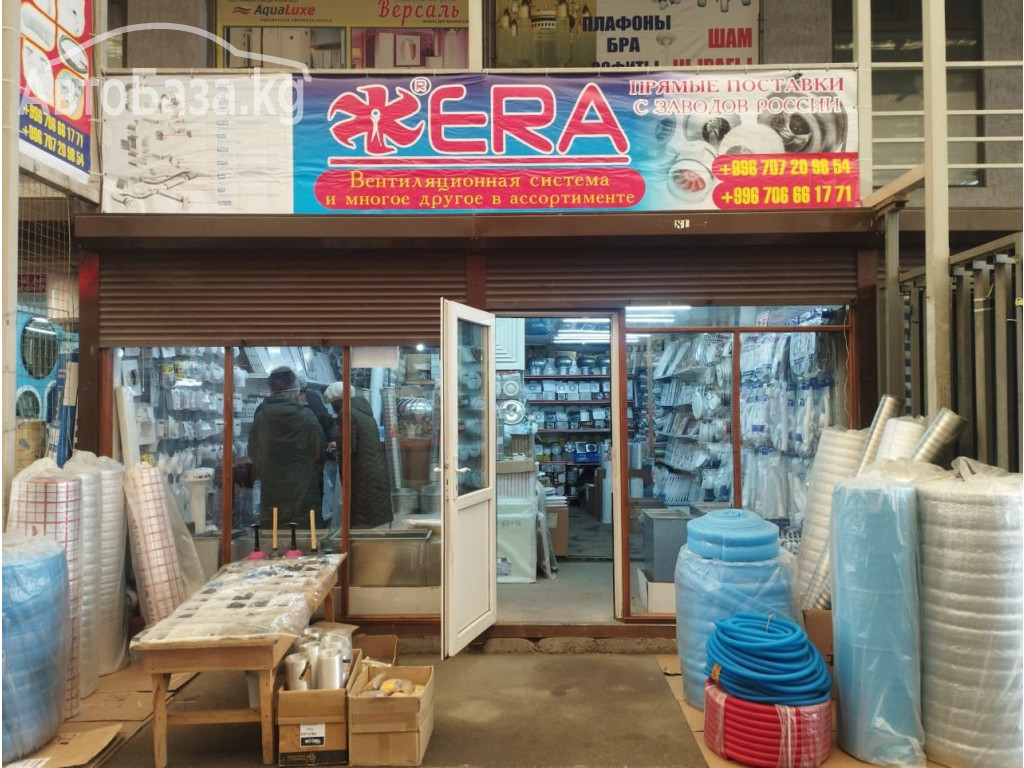 AquaLuxe
Версаль
ПЛАФОНЫ
БРА
ШАМ
АвтоБаза.kg
+996 706 66 17 71
+996 707 20 98 54
®
ERA
ПРЯМЫЕ ПОСТАВКИ
С ЗАВОДОВ РОССИИ
Вентиляционная система
и многое другое в ассортименте
+996 707 20 98 54
+996 706 66 17 71